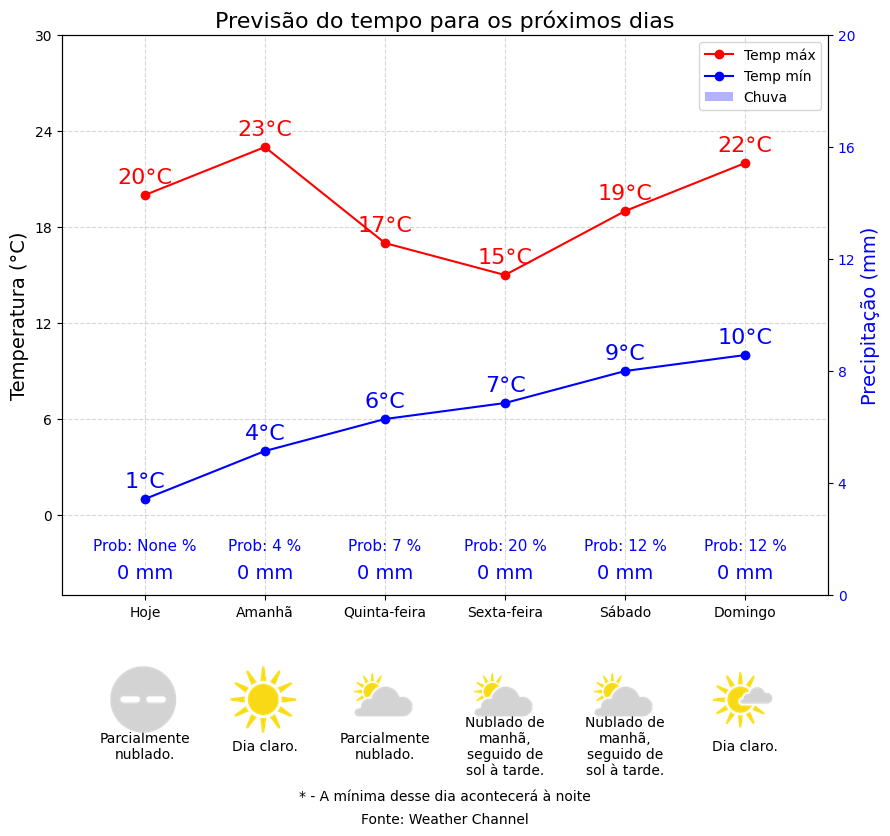 Previsão do tempo para os próximos dias
30
24
18
12
6
0
Temperatura (°C)
20
16
12
8
4
0
Precipitação (mm)
Temp máx
Temp mín
Chuva
20°C
23°C
17°C
15°C
19°C
22°C
1°C
4°C
6°C
7°C
9°C
10°C
Prob: None % Prob: 4 % Prob: 7 % Prob: 20 % Prob: 12 % Prob: 12 %
0 mm 0 mm 0 mm 0 mm 0 mm 0 mm
Hoje Amanhã Quinta-feira Sexta-feira Sábado Domingo
Parcialmente
nublado.
Dia claro.
Parcialmente
nublado.
Nublado de
manhã,
seguido de
sol à tarde.
Nublado de
manhã,
seguido de
sol à tarde.
Dia claro.
* - A mínima desse dia acontecerá à noite
Fonte: Weather Channel